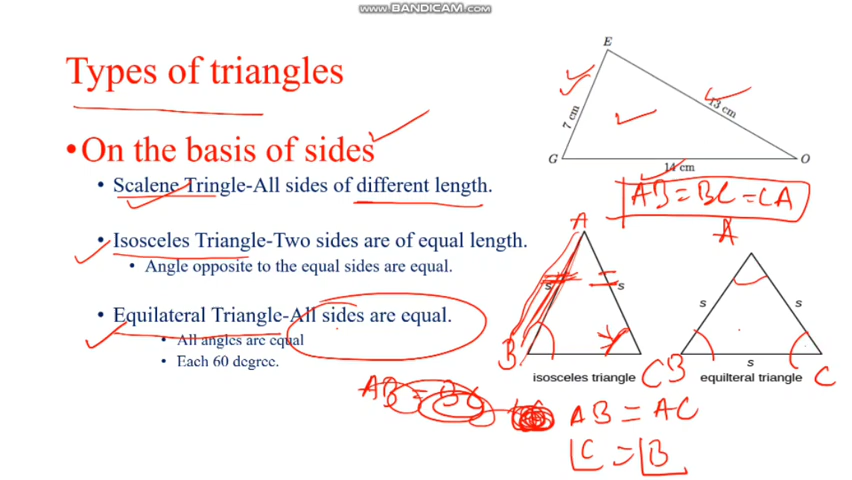 www.BANDICAM.com
Types of triangles
•On the basis of sides
• Scalene Tringle-All sides of different length.
• Isosceles Triangle-Two sides are of equal length.
• Angle opposite to the equal sides are equal.
• Equilateral Triangle-All sides are equal.
• All angles are equal
• Each 60 degree.
E
7 cm
13 cm
G
14 cm
O
AB = BC = CA
A
A
s
s
s
s
B
C
B
s
C
isosceles triangle
equilteral triangle
AB = BC
AB = AC
C = B